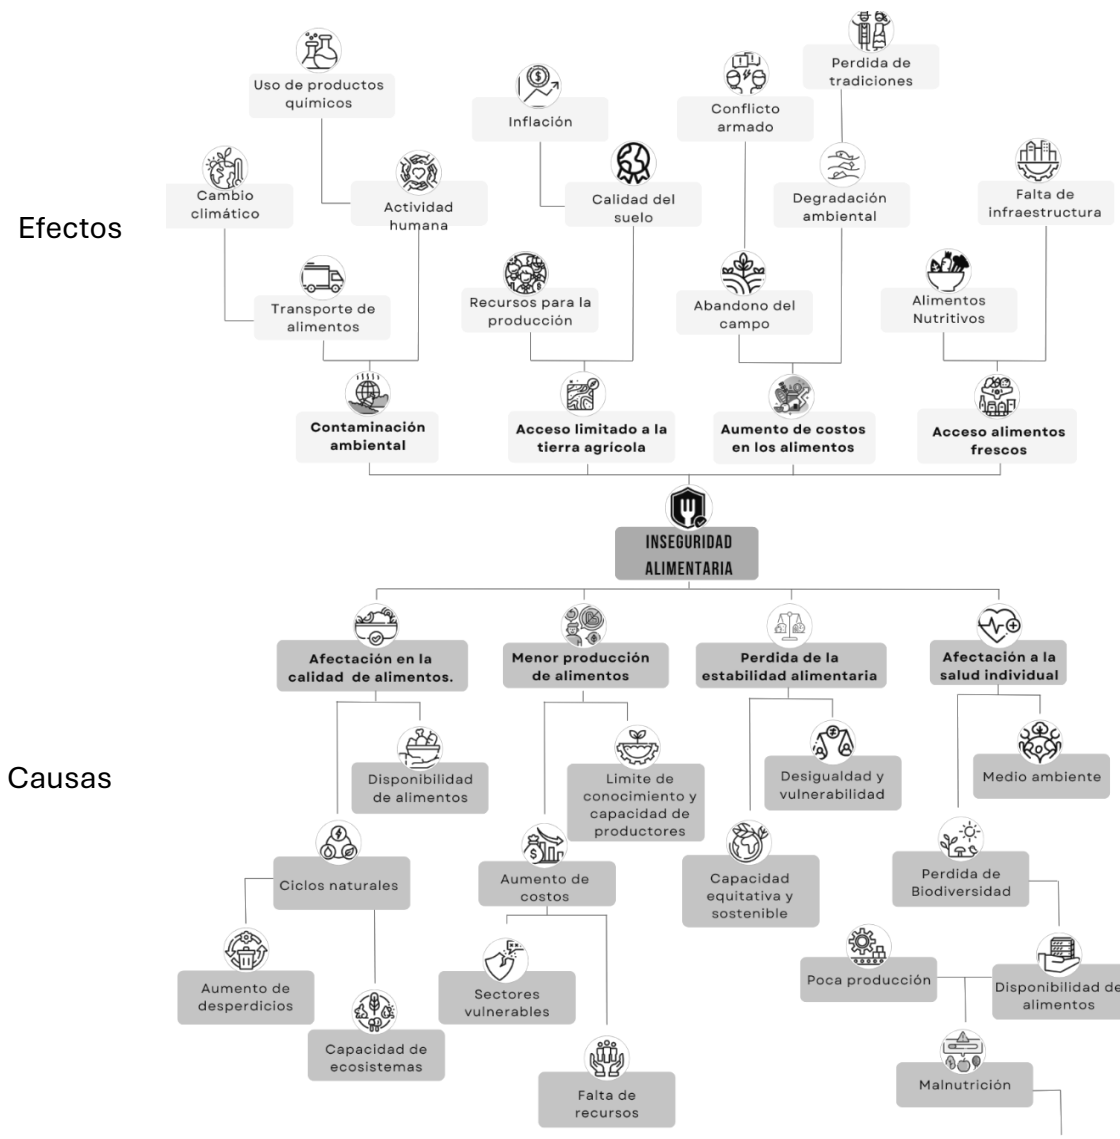 Perdida de
tradiciones
Uso de productos
químicos
Inflación
Conflicto
armado
Efectos
Cambio
climático
Actividad
humana
Calidad del
suelo
Degradación
ambiental
Falta de
infraestructura
Transporte de
alimentos
Recursos para la
producción
Abandono del
campo
Alimentos
Nutritivos
Contaminación
ambiental
Acceso limitado a la
tierra agrícola
Aumento de costos
en los alimentos
Acceso alimentos
frescos
INSEGURIDAD
ALIMENTARIA
Afectación en la
calidad de alimentos.
Menor producción
de alimentos
Perdida de la
estabilidad alimentaria
Afectación a la
salud individual
Causas
Disponibilidad
de alimentos
Limite de
conocimiento y
capacidad de
productores
Desigualdad y
vulnerabilidad
Medio ambiente
Ciclos naturales
Aumento de
costos
Capacidad
equitativa y
sostenible
Perdida de
Biodiversidad
Aumento de
desperdicios
Sectores
vulnerables
Poca producción
Disponibilidad de
alimentos
Capacidad de
ecosistemas
Falta de
recursos
Malnutrición